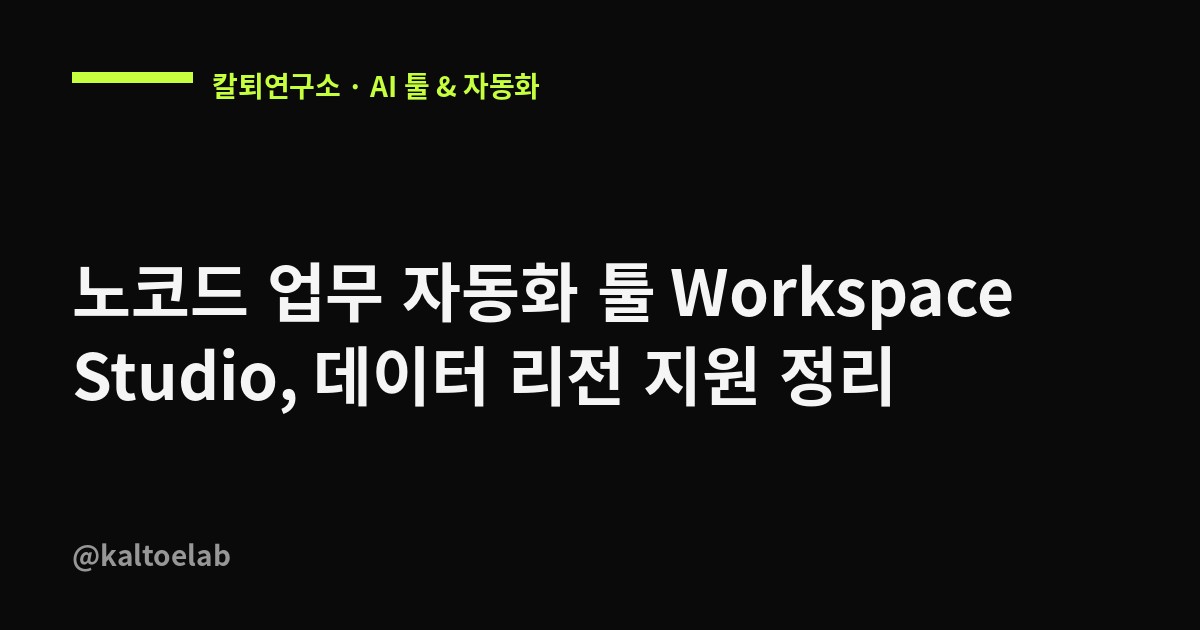 칼퇴연구소 · AI 툴 & 자동화
노코드 업무 자동화 툴 Workspace
Studio, 데이터 리전 지원 정리
@kaltoelab